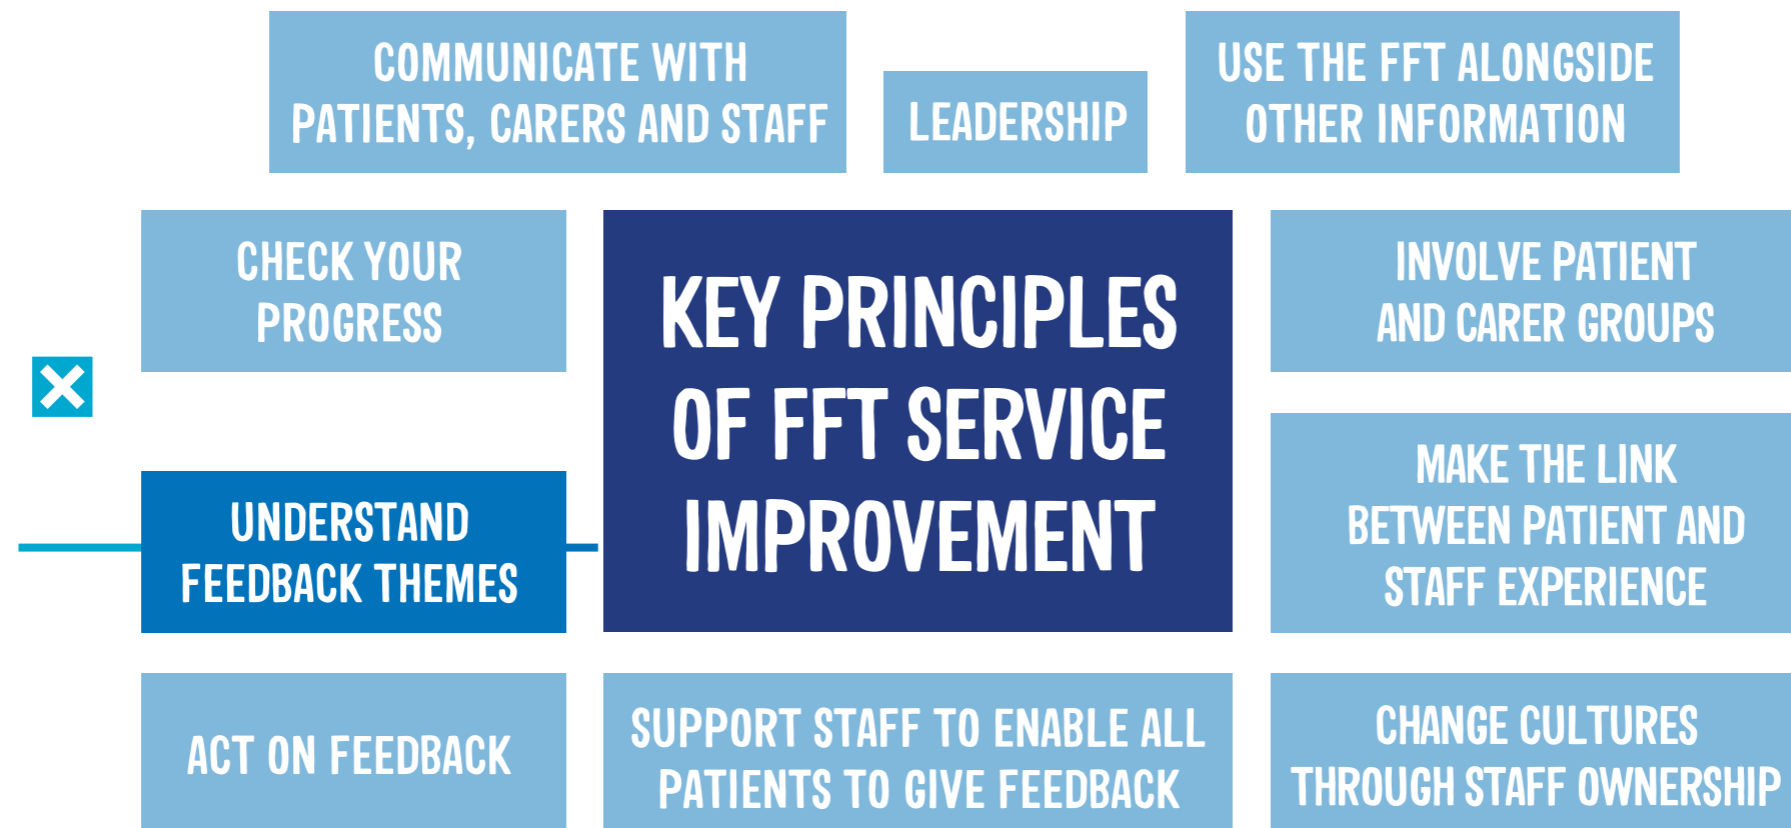 COMMUNICATE WITH
PATIENTS, CARERS AND STAFF
LEADERSHIP
USE THE FFT ALONGSIDE
OTHER INFORMATION
CHECK YOUR
PROGRESS
KEY PRINCIPLES
OF FFT SERVICE
IMPROVEMENT
INVOLVE PATIENT
AND CARER GROUPS
UNDERSTAND
FEEDBACK THEMES
MAKE THE LINK
BETWEEN PATIENT AND
STAFF EXPERIENCE
ACT ON FEEDBACK
SUPPORT STAFF TO ENABLE ALL
PATIENTS TO GIVE FEEDBACK
CHANGE CULTURES
THROUGH STAFF OWNERSHIP